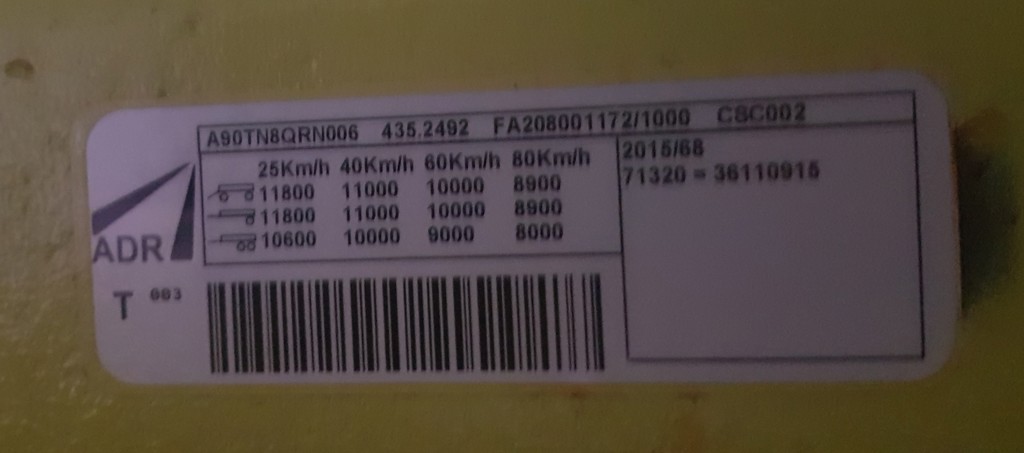 A90TN8QRN006 435.2492 FA208001172/1000 CSC002
25Km/h 40Km/h 60Km/h 80Km/h
11800 11000 10000 8900
11800 11000 10000 8900
10600 10000 9000 8000
2015/68
71320 = 36110915
ADR
T 003